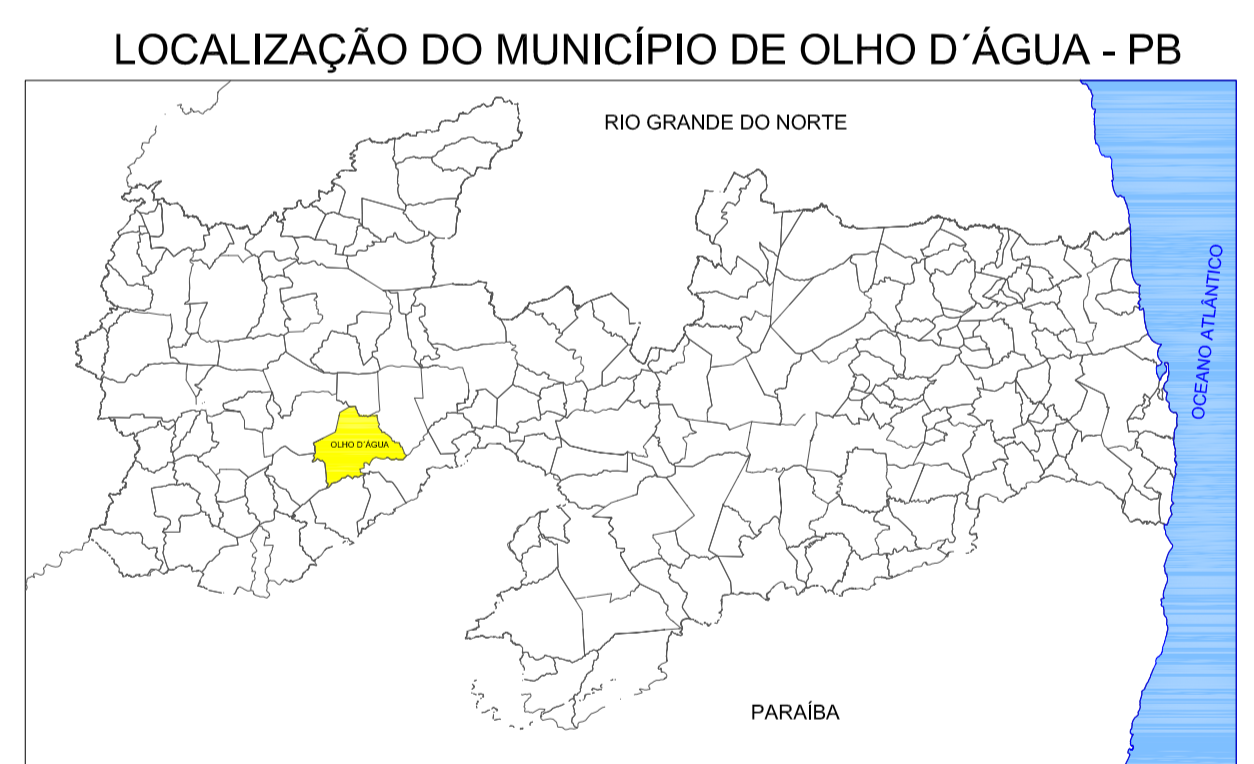 LOCALIZAÇÃO DO MUNICÍPIO DE OLHO D´ÁGUA - PB
RIO GRANDE DO NORTE
OCEANO ATLÂNTICO
OLHO D´ÁGUA
PARAÍBA